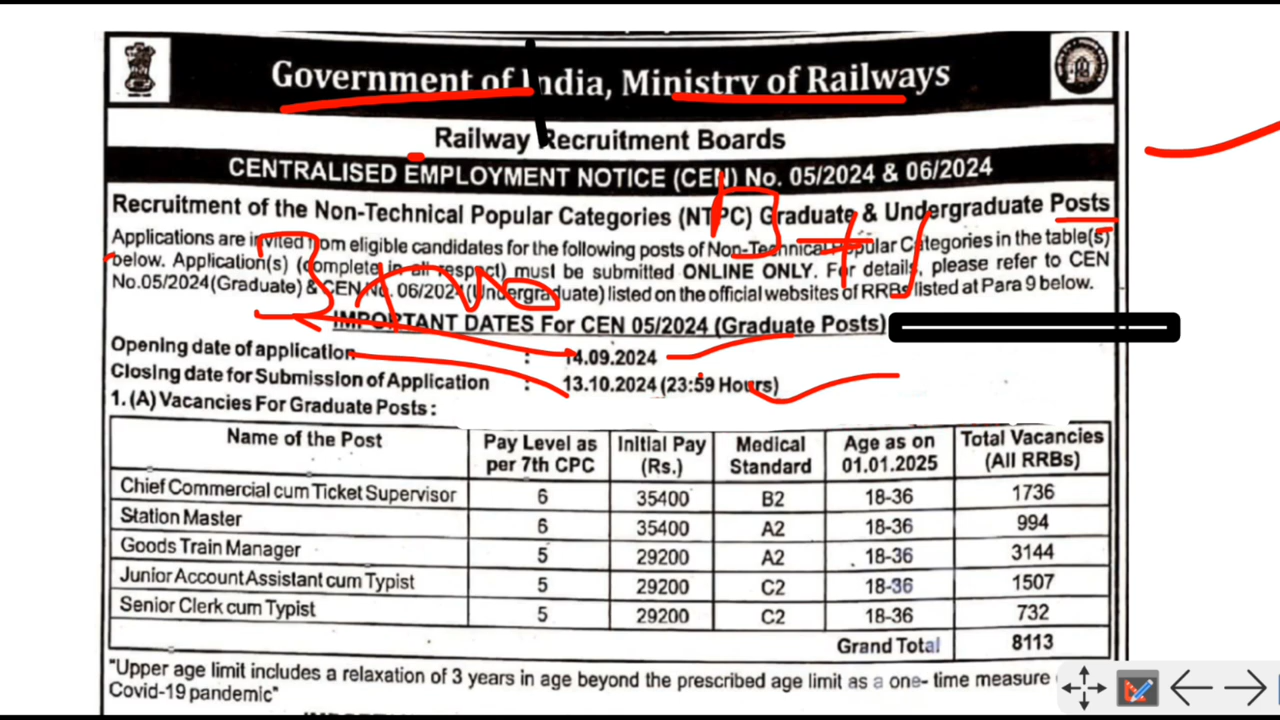 Government of India, Ministry of Railways
Railway Recruitment Boards
CENTRALISED EMPLOYMENT NOTICE (CEN) No. 05/2024 & 06/2024
Recruitment of the Non-Technical Popular Categories (NTPC) Graduate & Undergraduate Posts
Applications are invited from eligible candidates for the following posts of Non-Technical Popular Categories in the table(s)
below. Application(s) (complete in all respect) must be submitted ONLINE ONLY. For details, please refer to CEN
No.05/2024(Graduate) & CEN No. 06/2024 (Undergraduate) listed on the official websites of RRBs listed at Para 9 below.
IMPORTANT DATES For CEN 05/2024 (Graduate Posts)
Opening date of application : 14.09.2024
Closing date for Submission of Application : 13.10.2024 (23:59 Hours)
1. (A) Vacancies For Graduate Posts :
Name of the Post Pay Level as per 7th CPC Initial Pay (Rs.) Medical Standard Age as on 01.01.2025 Total Vacancies (All RRBs)
Chief Commercial cum Ticket Supervisor 6 35400 B2 18-36 1736
Station Master 6 35400 A2 18-36 994
Goods Train Manager 5 29200 A2 18-36 3144
Junior Account Assistant cum Typist 5 29200 C2 18-36 1507
Senior Clerk cum Typist 5 29200 C2 18-36 732
Grand Total 8113
"Upper age limit includes a relaxation of 3 years in age beyond the prescribed age limit as a one- time measure
Covid-19 pandemic"